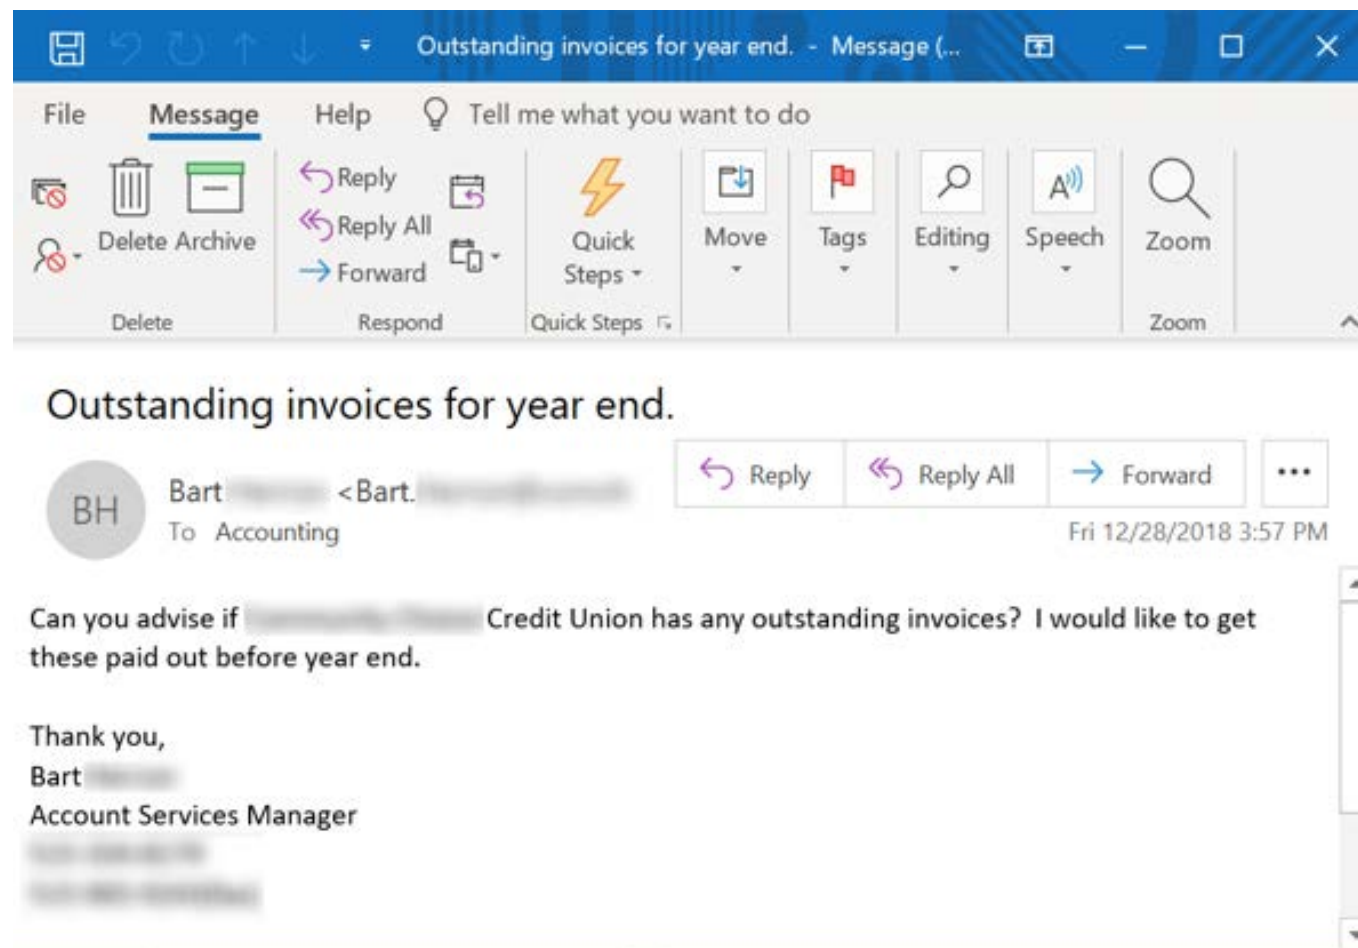 Outstanding invoices for year end. - Message (...
File Message Help Tell me what you want to do
Delete Archive
Reply
Reply All
Forward
Quick Steps
Move
Tags
Editing
Speech
Zoom
Delete Respond Quick Steps Zoom
Outstanding invoices for year end.
BH
Bart <Bart.
To Accounting
Reply Reply All Forward ...
Fri 12/28/2018 3:57 PM
Can you advise if Credit Union has any outstanding invoices? I would like to get
these paid out before year end.
Thank you,
Bart
Account Services Manager